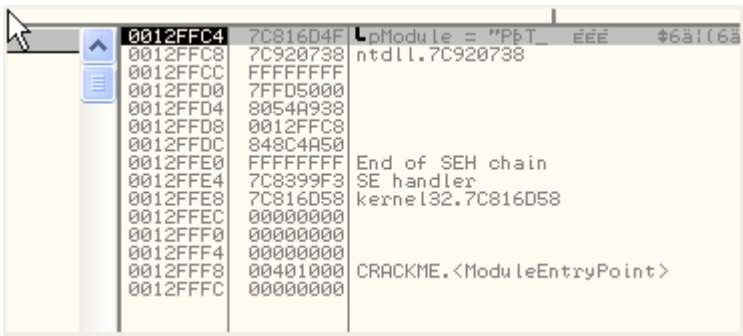 0012FFC4 7C816D4F pModule =
0012FFC8 7C920738 ntdll.7C920738
0012FFCC FFFFFFFF
0012FFD0 7FFD5000
0012FFD4 8054A938
0012FFD8 0012FFC8
0012FFDC 848C4A50
0012FFE0 FFFFFFFF End of SEH chain
0012FFE4 7C8399F3 SE handler
0012FFE8 7C816D58 kernel32.7C816D58
0012FFEC 00000000
0012FFF0 00000000
0012FFF4 00000000
0012FFF8 00401000 CRACKME.<ModuleEntryPoint>
0012FFFC 00000000